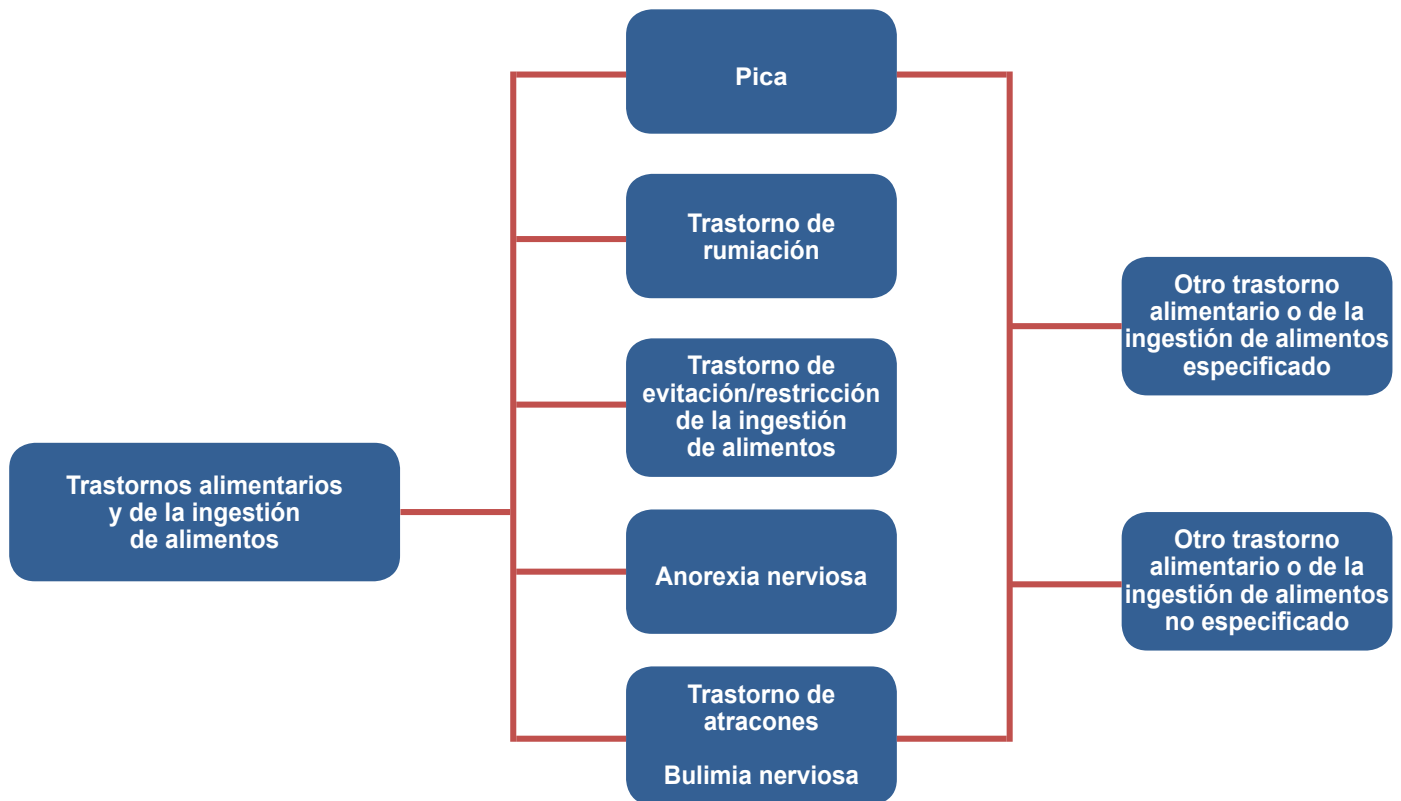 Pica
Trastorno de
rumiación
Trastorno de
evitación/restricción
de la ingestión
de alimentos
Trastornos alimentarios
y de la ingestión
de alimentos
Anorexia nerviosa
Trastorno de
atracones
Bulimia nerviosa
Otro trastorno
alimentario o de la
ingestión de alimentos
especificado
Otro trastorno
alimentario o de la
ingestión de alimentos
no especificado